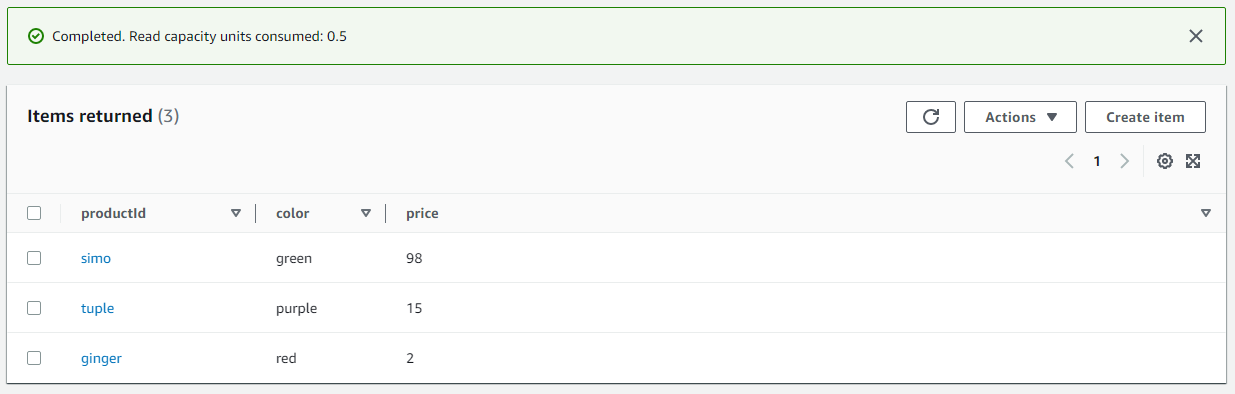 Completed. Read capacity units consumed: 0.5
Items returned (3)
Actions
Create item
1
productId color price
simo green 98
tuple purple 15
ginger red 2